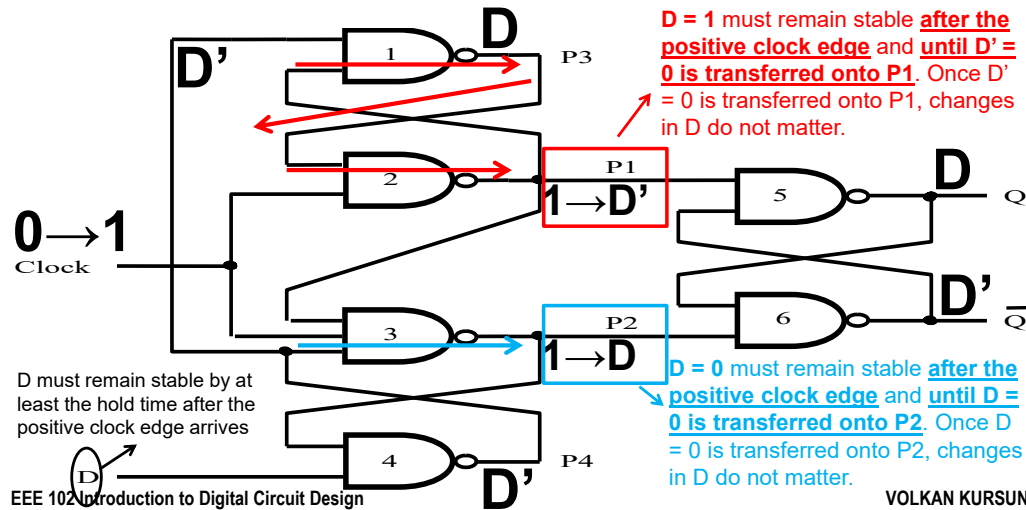 D = 1 must remain stable after the
positive clock edge and until D’ =
0 is transferred onto P1. Once D’
= 0 is transferred onto P1, changes
in D do not matter.
D’
1
D
P3
2
P1
1→D’
5
D
Q
0→1
Clock
3
P2
1→D
6
D’
Q̅
D must remain stable by at
least the hold time after the
positive clock edge arrives
D = 0 must remain stable after the
positive clock edge and until D =
0 is transferred onto P2. Once D
= 0 is transferred onto P2, changes
in D do not matter.
D
4
D’
P4
EEE 102 Introduction to Digital Circuit Design
VOLKAN KURSUN